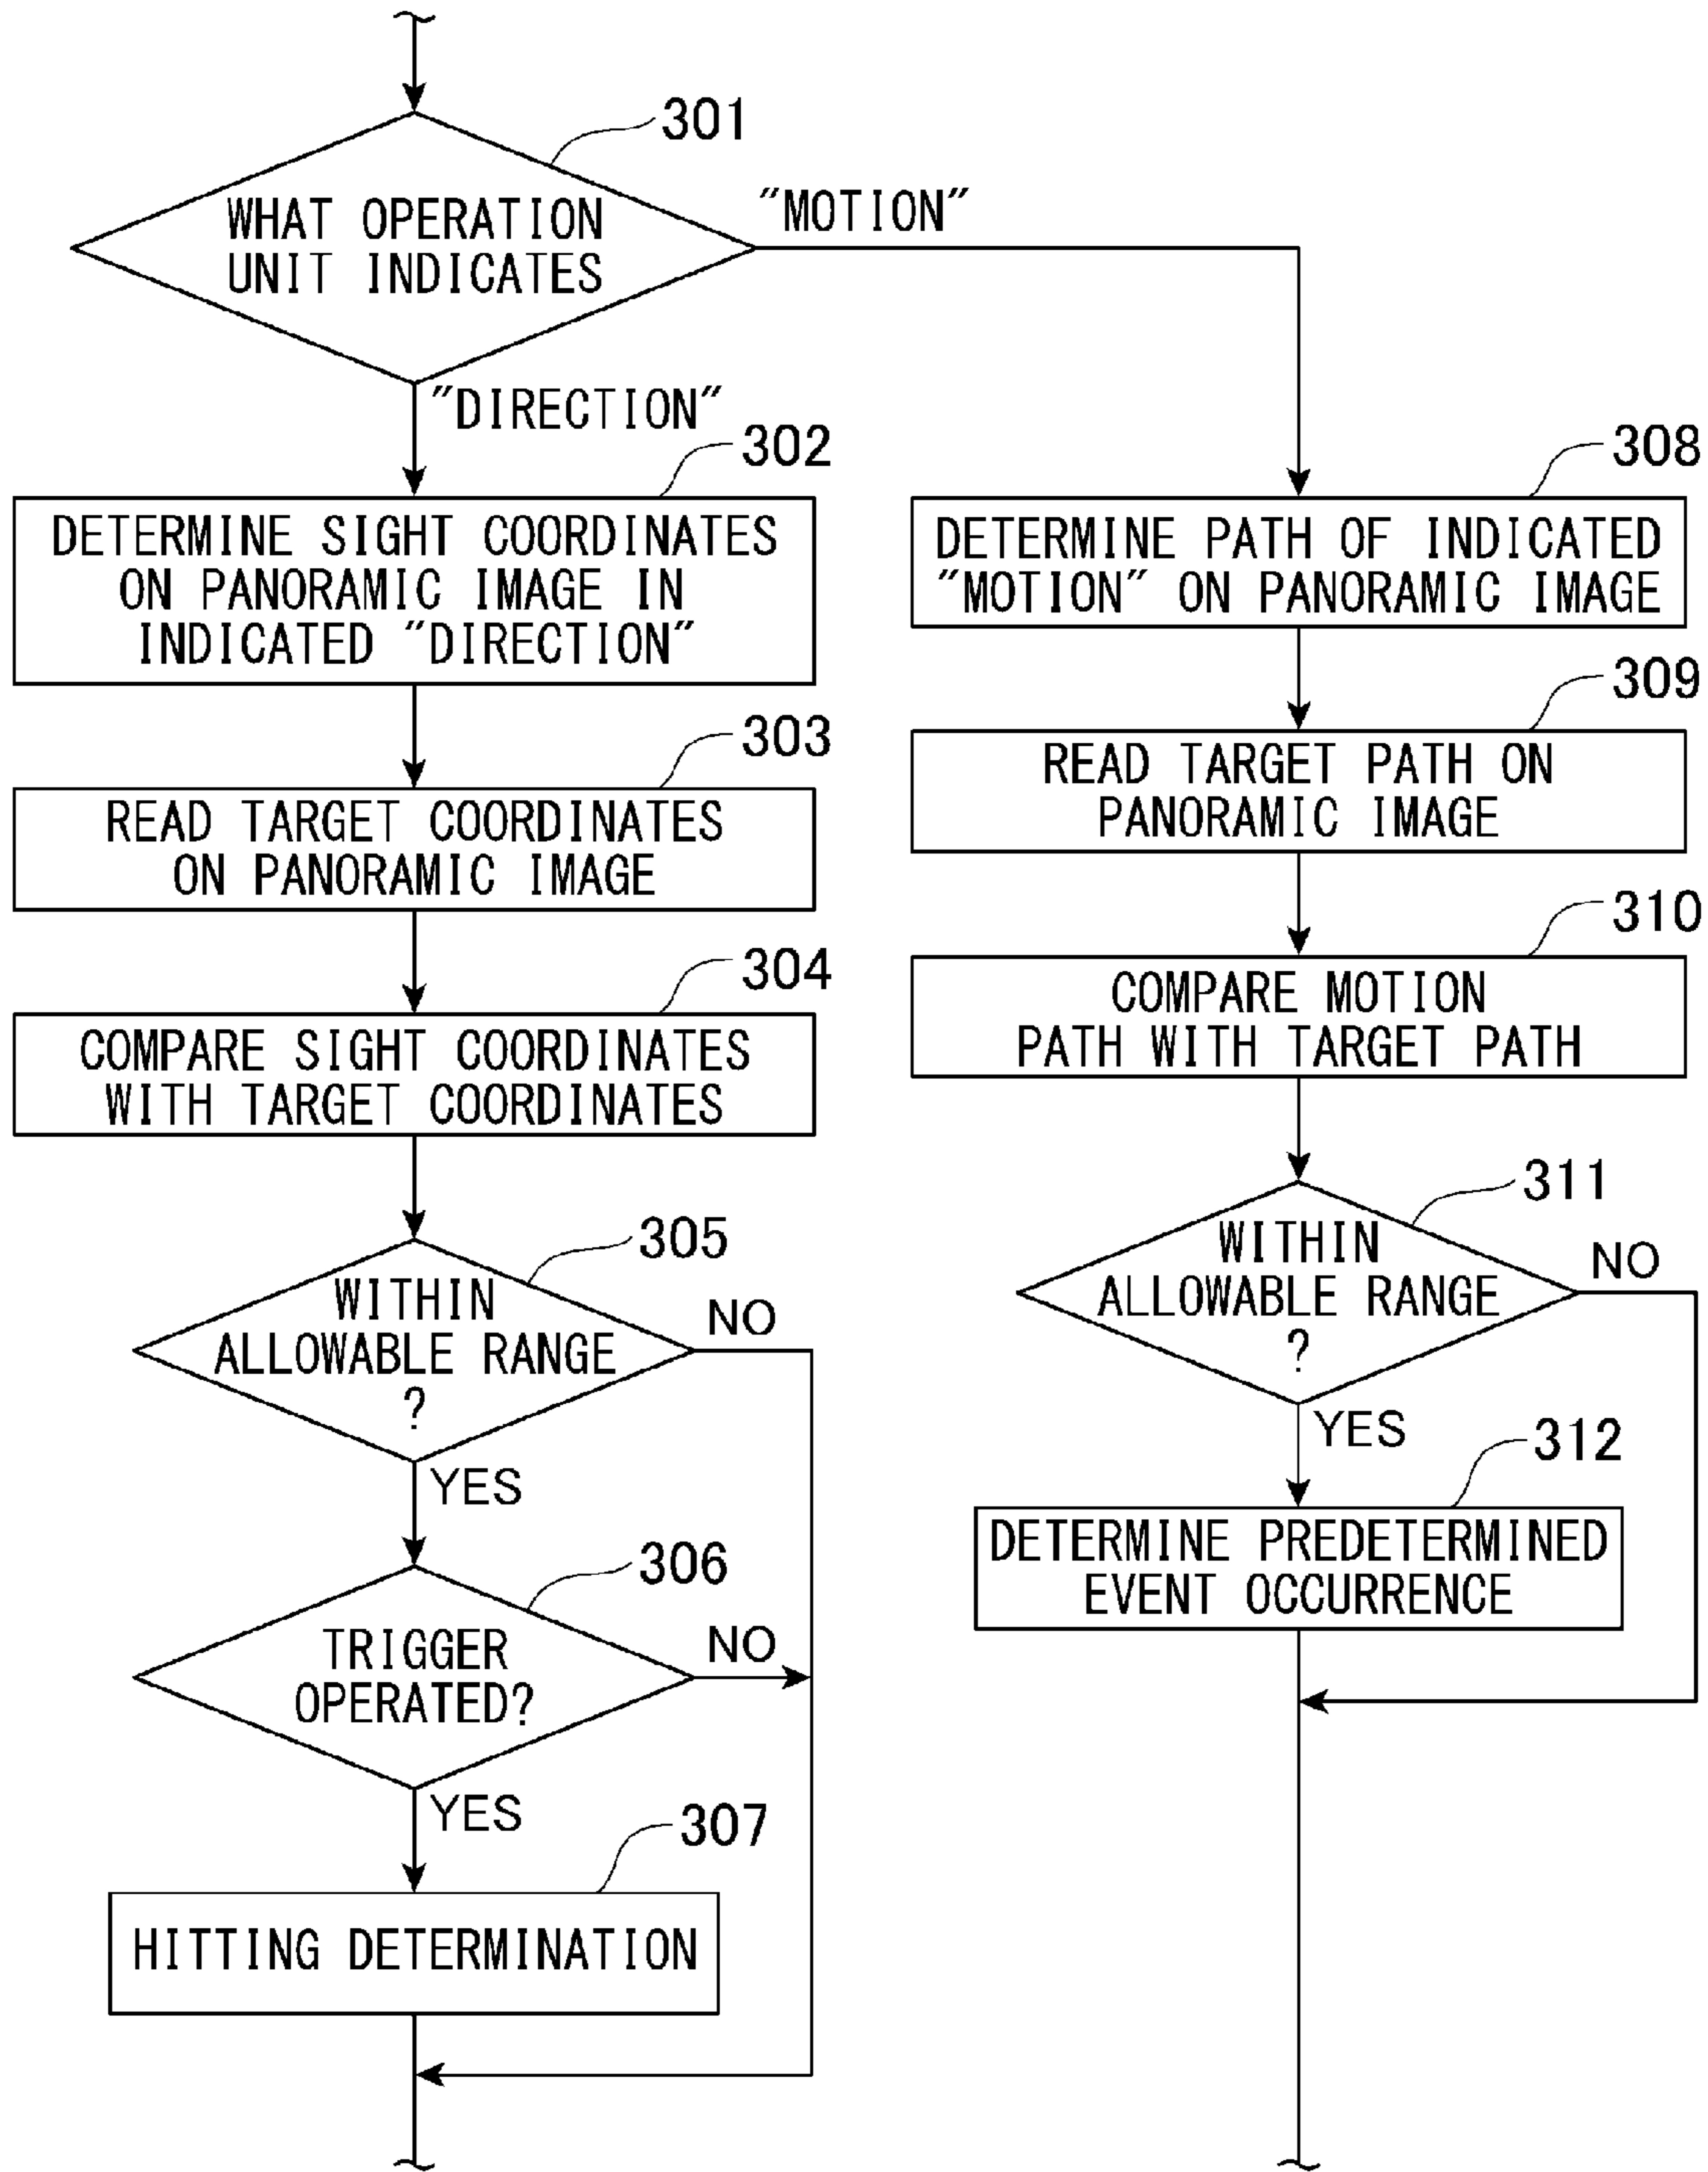 301
WHAT OPERATION
UNIT INDICATES
"MOTION"
"DIRECTION"
302
DETERMINE SIGHT COORDINATES
ON PANORAMIC IMAGE IN
INDICATED "DIRECTION"
303
READ TARGET COORDINATES
ON PANORAMIC IMAGE
304
COMPARE SIGHT COORDINATES
WITH TARGET COORDINATES
305
WITHIN
ALLOWABLE RANGE
?
NO
YES
306
TRIGGER
OPERATED?
NO
YES
307
HITTING DETERMINATION
308
DETERMINE PATH OF INDICATED
"MOTION" ON PANORAMIC IMAGE
309
READ TARGET PATH ON
PANORAMIC IMAGE
310
COMPARE MOTION
PATH WITH TARGET PATH
311
WITHIN
ALLOWABLE RANGE
?
NO
YES
312
DETERMINE PREDETERMINED
EVENT OCCURRENCE